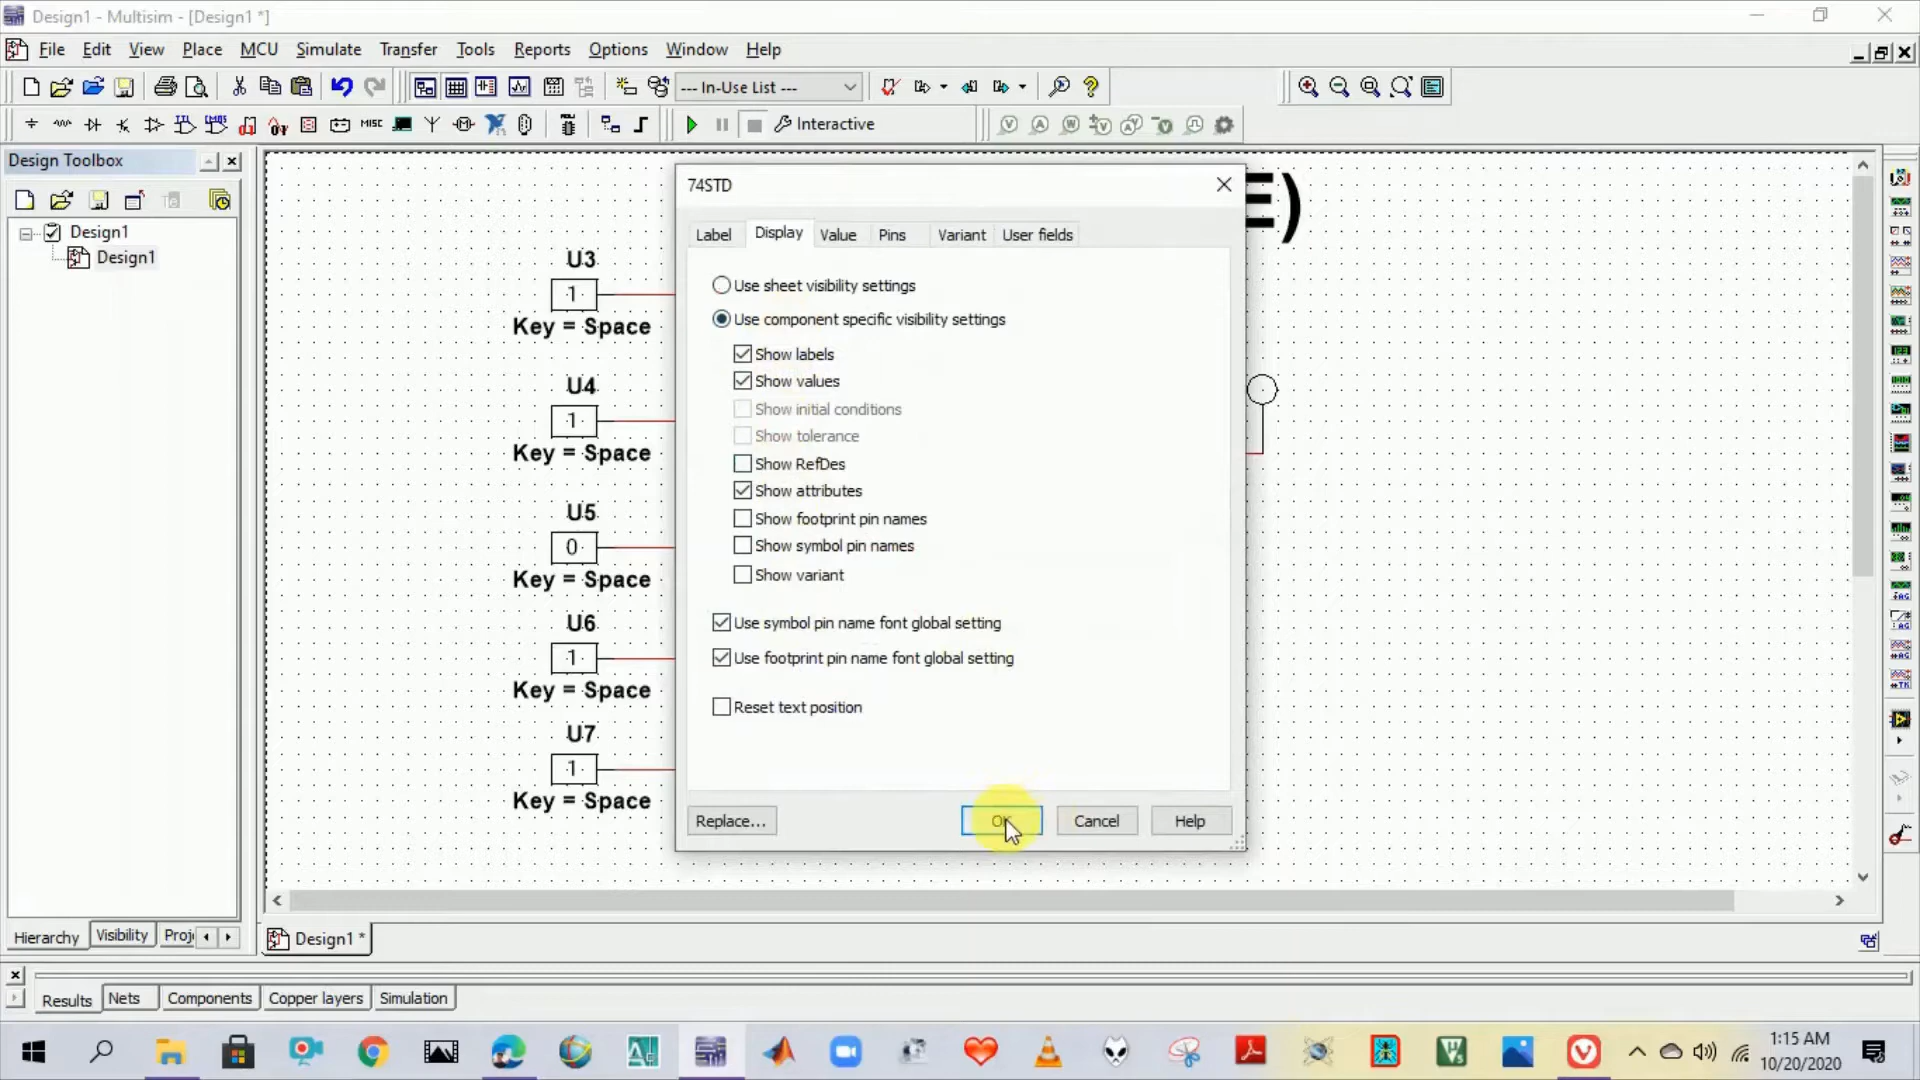 Design1 - Multisim - [Design1 *]
File Edit View Place MCU Simulate Transfer Tools Reports Options Window Help
--- In-Use List ---
MISC Interactive
Design Toolbox
Design1
Design1
U3
1
Key = Space
U4
1
Key = Space
U5
0
Key = Space
U6
1
Key = Space
U7
1
Key = Space
E)
74STD
Label Display Value Pins Variant User fields
Use sheet visibility settings
Use component specific visibility settings
Show labels
Show values
Show initial conditions
Show tolerance
Show RefDes
Show attributes
Show footprint pin names
Show symbol pin names
Show variant
Use symbol pin name font global setting
Use footprint pin name font global setting
Reset text position
Replace... OK Cancel Help
Hierarchy Visibility Proj
Design1 *
Results Nets Components Copper layers Simulation
1:15 AM
10/20/2020